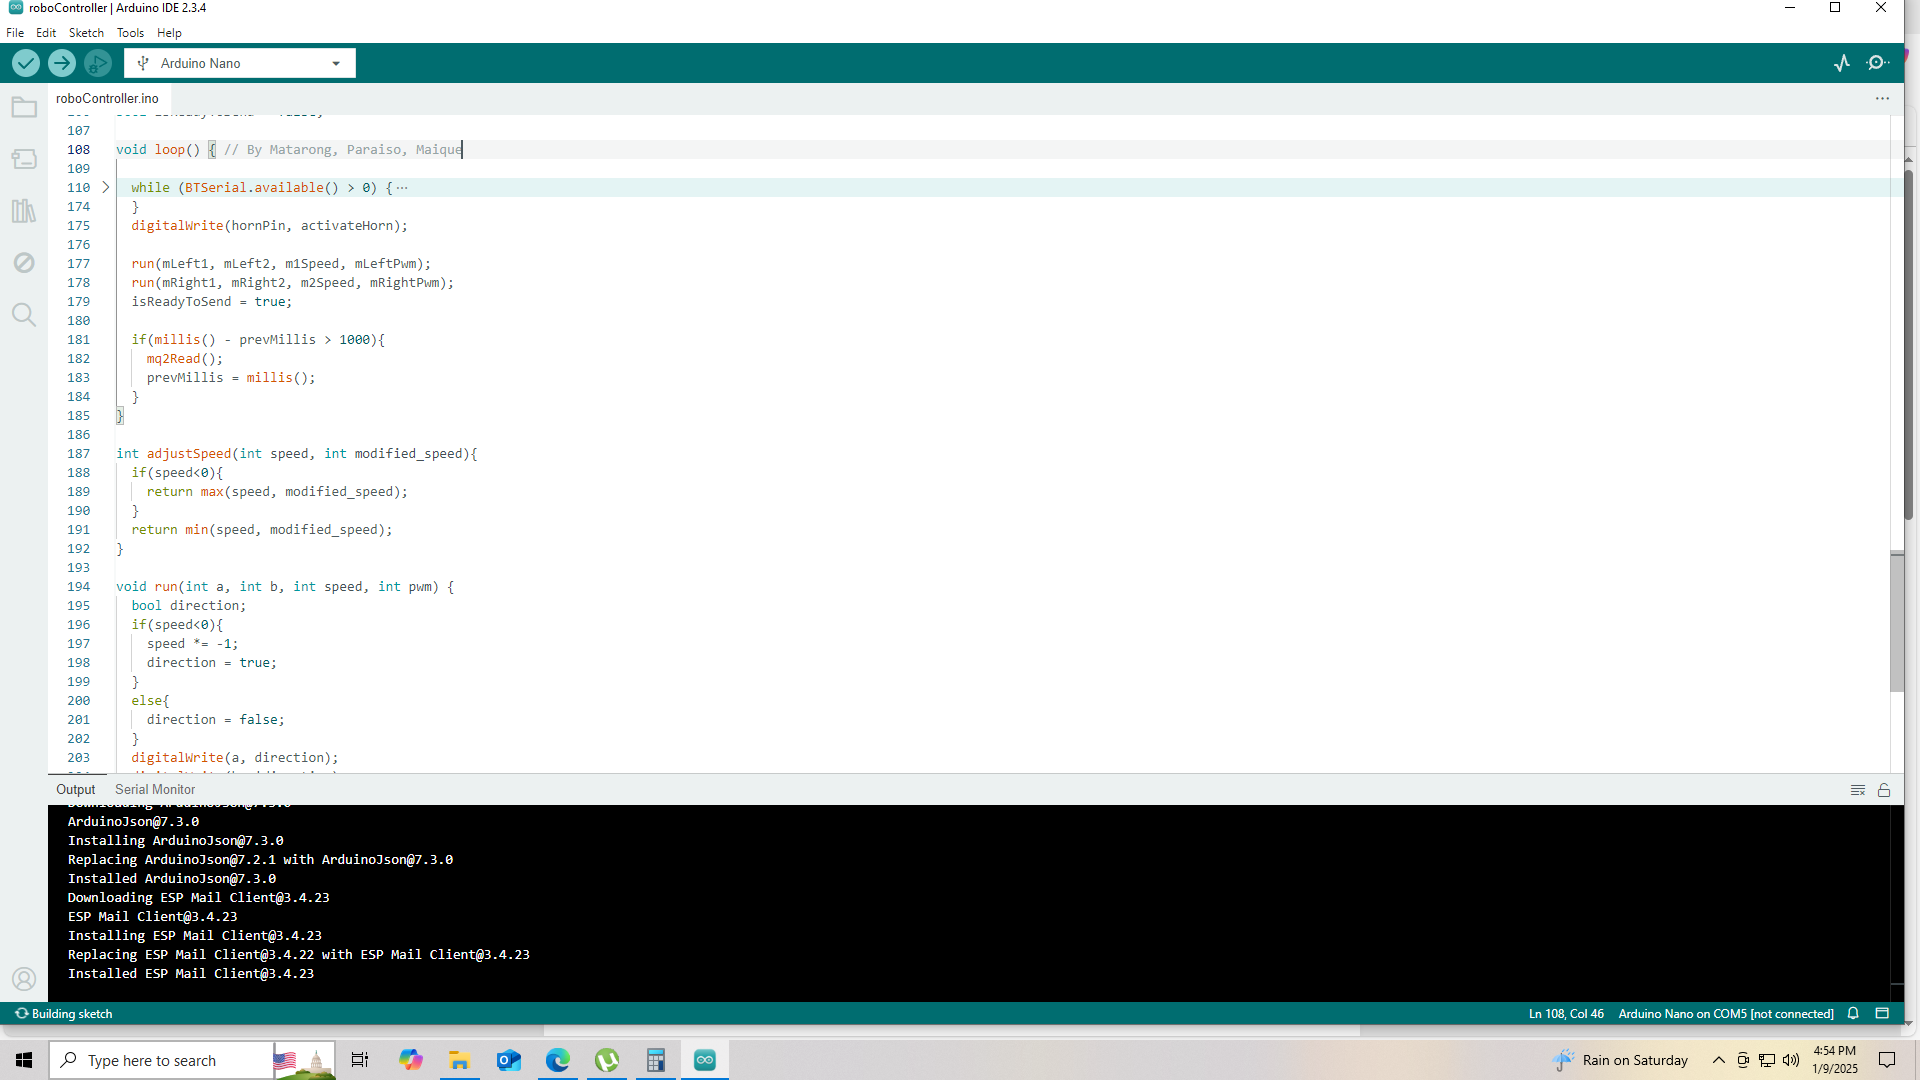 roboController | Arduino IDE 2.3.4
File Edit Sketch Tools Help
Arduino Nano
roboController.ino
107
108 void loop() { // By Matarong, Paraiso, Maique
109
110 while (BTSerial.available() > 0) {···
174 }
175 digitalWrite(hornPin, activateHorn);
176
177 run(mLeft1, mLeft2, m1Speed, mLeftPwm);
178 run(mRight1, mRight2, m2Speed, mRightPwm);
179 isReadyToSend = true;
180
181 if(millis() - prevMillis > 1000){
182 mq2Read();
183 prevMillis = millis();
184 }
185 }
186
187 int adjustSpeed(int speed, int modified_speed){
188 if(speed<0){
189 return max(speed, modified_speed);
190 }
191 return min(speed, modified_speed);
192 }
193
194 void run(int a, int b, int speed, int pwm) {
195 bool direction;
196 if(speed<0){
197 speed *= -1;
198 direction = true;
199 }
200 else{
201 direction = false;
202 }
203 digitalWrite(a, direction);
Output Serial Monitor
Downloading ArduinoJson@7.3.0
ArduinoJson@7.3.0
Installing ArduinoJson@7.3.0
Replacing ArduinoJson@7.2.1 with ArduinoJson@7.3.0
Installed ArduinoJson@7.3.0
Downloading ESP Mail Client@3.4.23
ESP Mail Client@3.4.23
Installing ESP Mail Client@3.4.23
Replacing ESP Mail Client@3.4.22 with ESP Mail Client@3.4.23
Installed ESP Mail Client@3.4.23
Building sketch
Ln 108, Col 46 Arduino Nano on COM5 [not connected]
Type here to search
Rain on Saturday
4:54 PM
1/9/2025